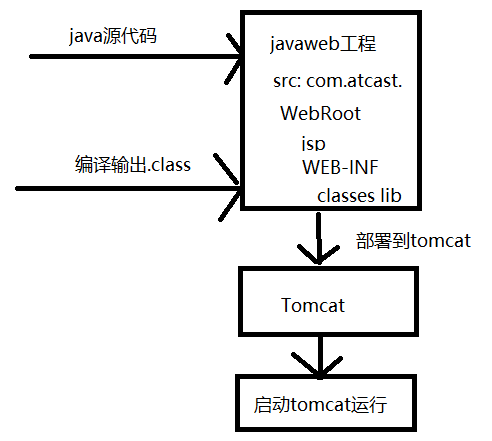 java源代码
javaweb工程
src: com.atcast.
WebRoot
jsp
编译输出.class
WEB-INF
classes lib
部署到tomcat
Tomcat
启动tomcat运行